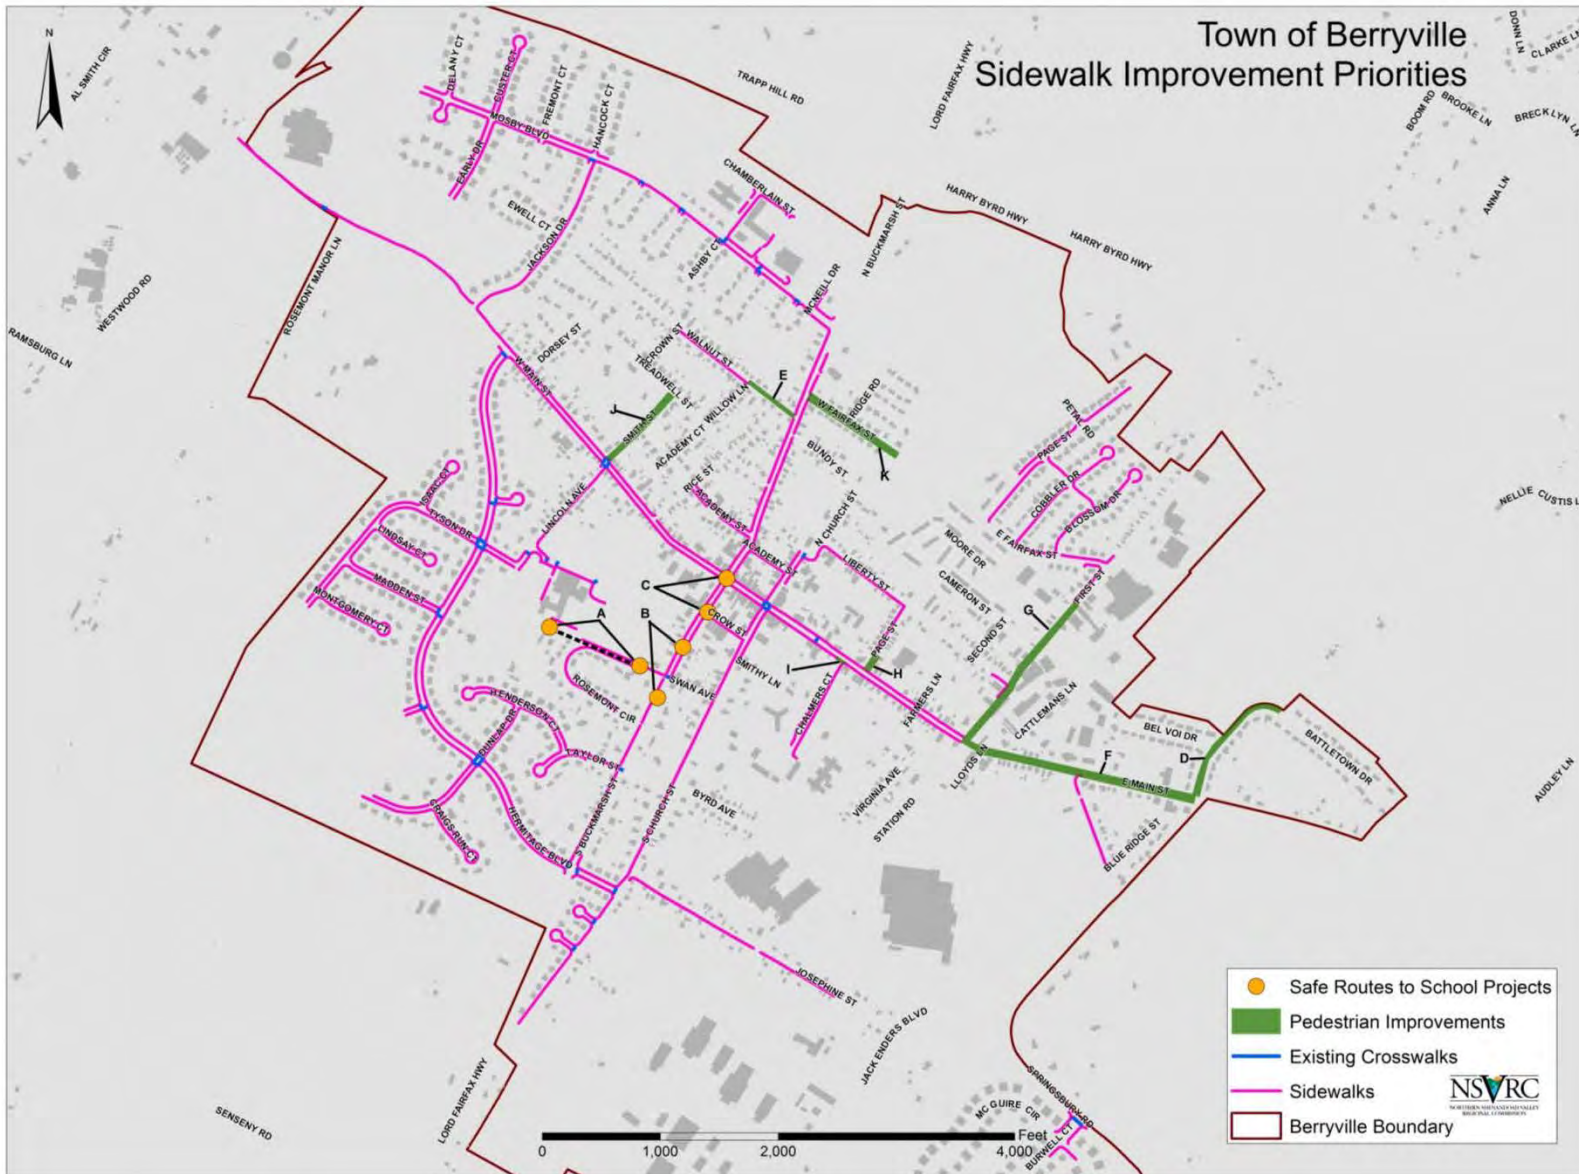 Town of Berryville
Sidewalk Improvement Priorities
N
AL SMITH CIR
DELANY CT
CUSTER CT
FREMONT CT
HANCOCK CT
MOSBY BLVD
EARLY DR
EWELL CT
JACKSON DR
TRAPP HILL RD
LORD FAIRFAX HWY
DONN LN
CLARKE LN
BOOM RD
BROOKE LN
BRECKLYN LN
ANNA LN
CHAMBERLAIN ST
ASHBY CT
MCNEILL DR
N BUCKMARSH ST
HARRY BYRD HWY
HARRY BYRD HWY
WESTWOOD RD
ROSEMONT MANOR LN
RAMSBURG LN
W MAIN ST
DORSEY ST
CROWN ST
TREADWELL ST
WALNUT ST
E
J
SMITH ST
WILLOW LN
ACADEMY CT
RIDGE RD
W FAIRFAX ST
K
BUNDY ST
RICE ST
ACADEMY ST
N CHURCH ST
PETAL RD
PAGE ST
COBBLER DR
BLOSSOM DR
E FAIRFAX ST
NELLIE CUSTIS L
ISAAC CT
TYSON DR
LINDSAY CT
MADDEN ST
MONTGOMERY CT
LINCOLN AVE
ACADEMY ST
LIBERTY ST
MOORE DR
CAMERON ST
FIRST ST
G
SECOND ST
PAGE ST
C
A
B
CROW ST
SMITHY LN
I
H
SWAN AVE
ROSEMONT CIR
CHALMERS CT
FARMERS LN
CATTLEMANS LN
BEL VOI DR
D
BATTLETOWN DR
HENDERSON CT
DUNLAP DR
TAYLOR ST
LLOYDS LN
F
E MAIN ST
AUDLEY LN
BYRD AVE
VIRGINIA AVE
STATION RD
BLUE RIDGE ST
CRAIGS RUN CT
HERMITAGE BLVD
S BUCKMARSH ST
S CHURCH ST
JOSEPHINE ST
JACK ENDERS BLVD
LORD FAIRFAX HWY
SENSENY RD
MC GUIRE CIR
SPRINGSBURY RD
BURWELL CT
Feet
0 1,000 2,000 4,000
Safe Routes to School Projects
Pedestrian Improvements
Existing Crosswalks
Sidewalks
Berryville Boundary
NSVRC
NORTHERN SHENANDOAH VALLEY
REGIONAL COMMISSION